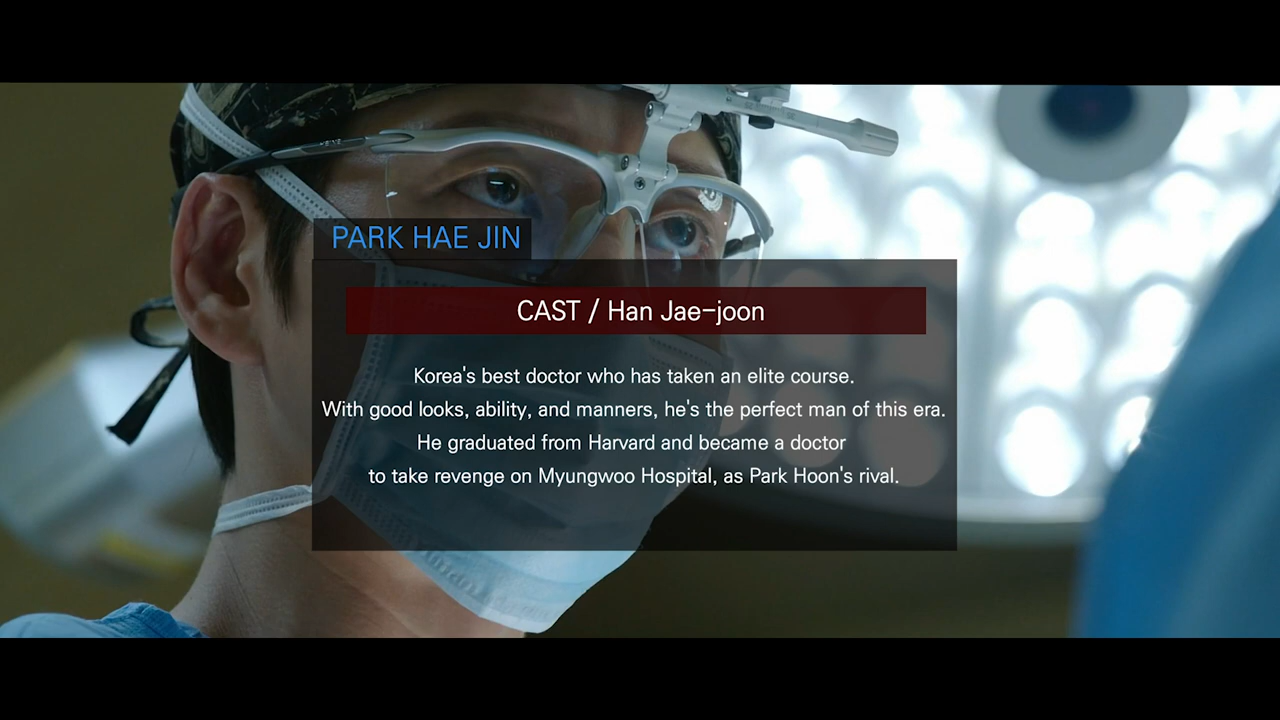 PARK HAE JIN
CAST / Han Jae-joon
Korea's best doctor who has taken an elite course.
With good looks, ability, and manners, he's the perfect man of this era.
He graduated from Harvard and became a doctor
to take revenge on Myungwoo Hospital, as Park Hoon's rival.